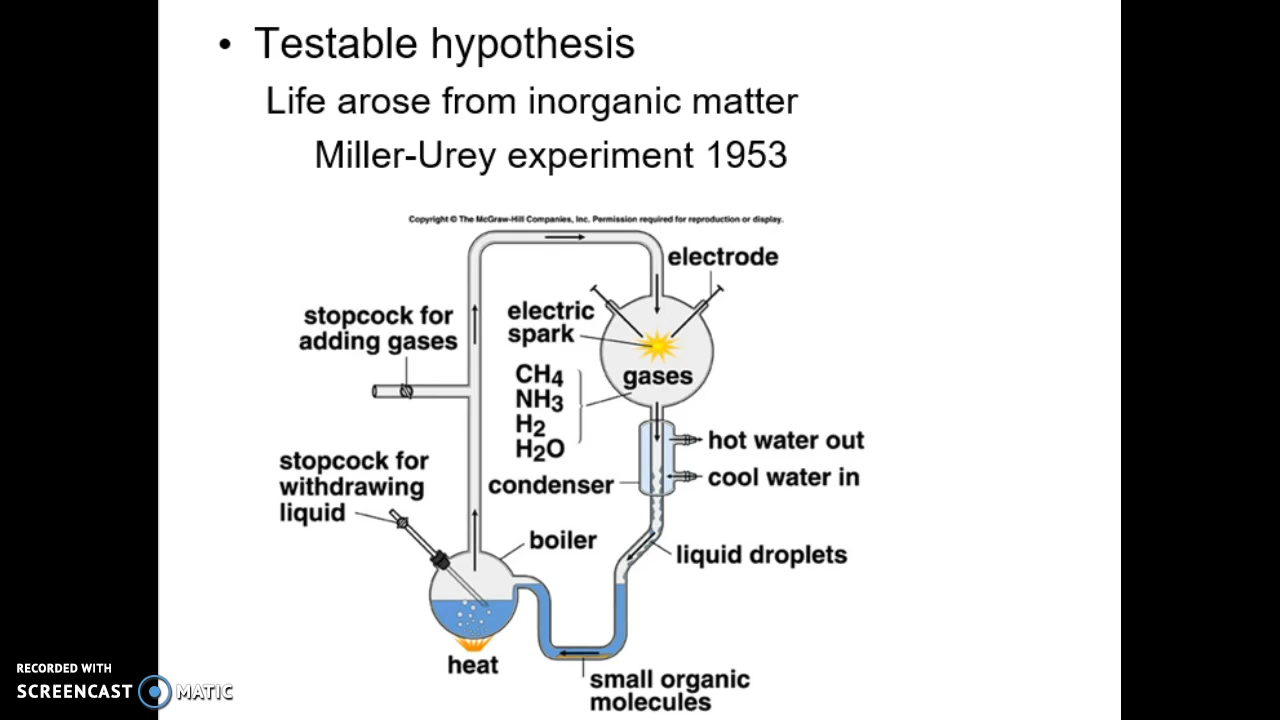 • Testable hypothesis
Life arose from inorganic matter
Miller-Urey experiment 1953
Copyright © The McGraw-Hill Companies, Inc. Permission required for reproduction or display.
electrode
electric
spark
stopcock for
adding gases
CH4
NH3
H2
H2O
gases
hot water out
cool water in
condenser
stopcock for
withdrawing
liquid
boiler
liquid droplets
heat
small organic
molecules
RECORDED WITH
SCREENCAST MATIC